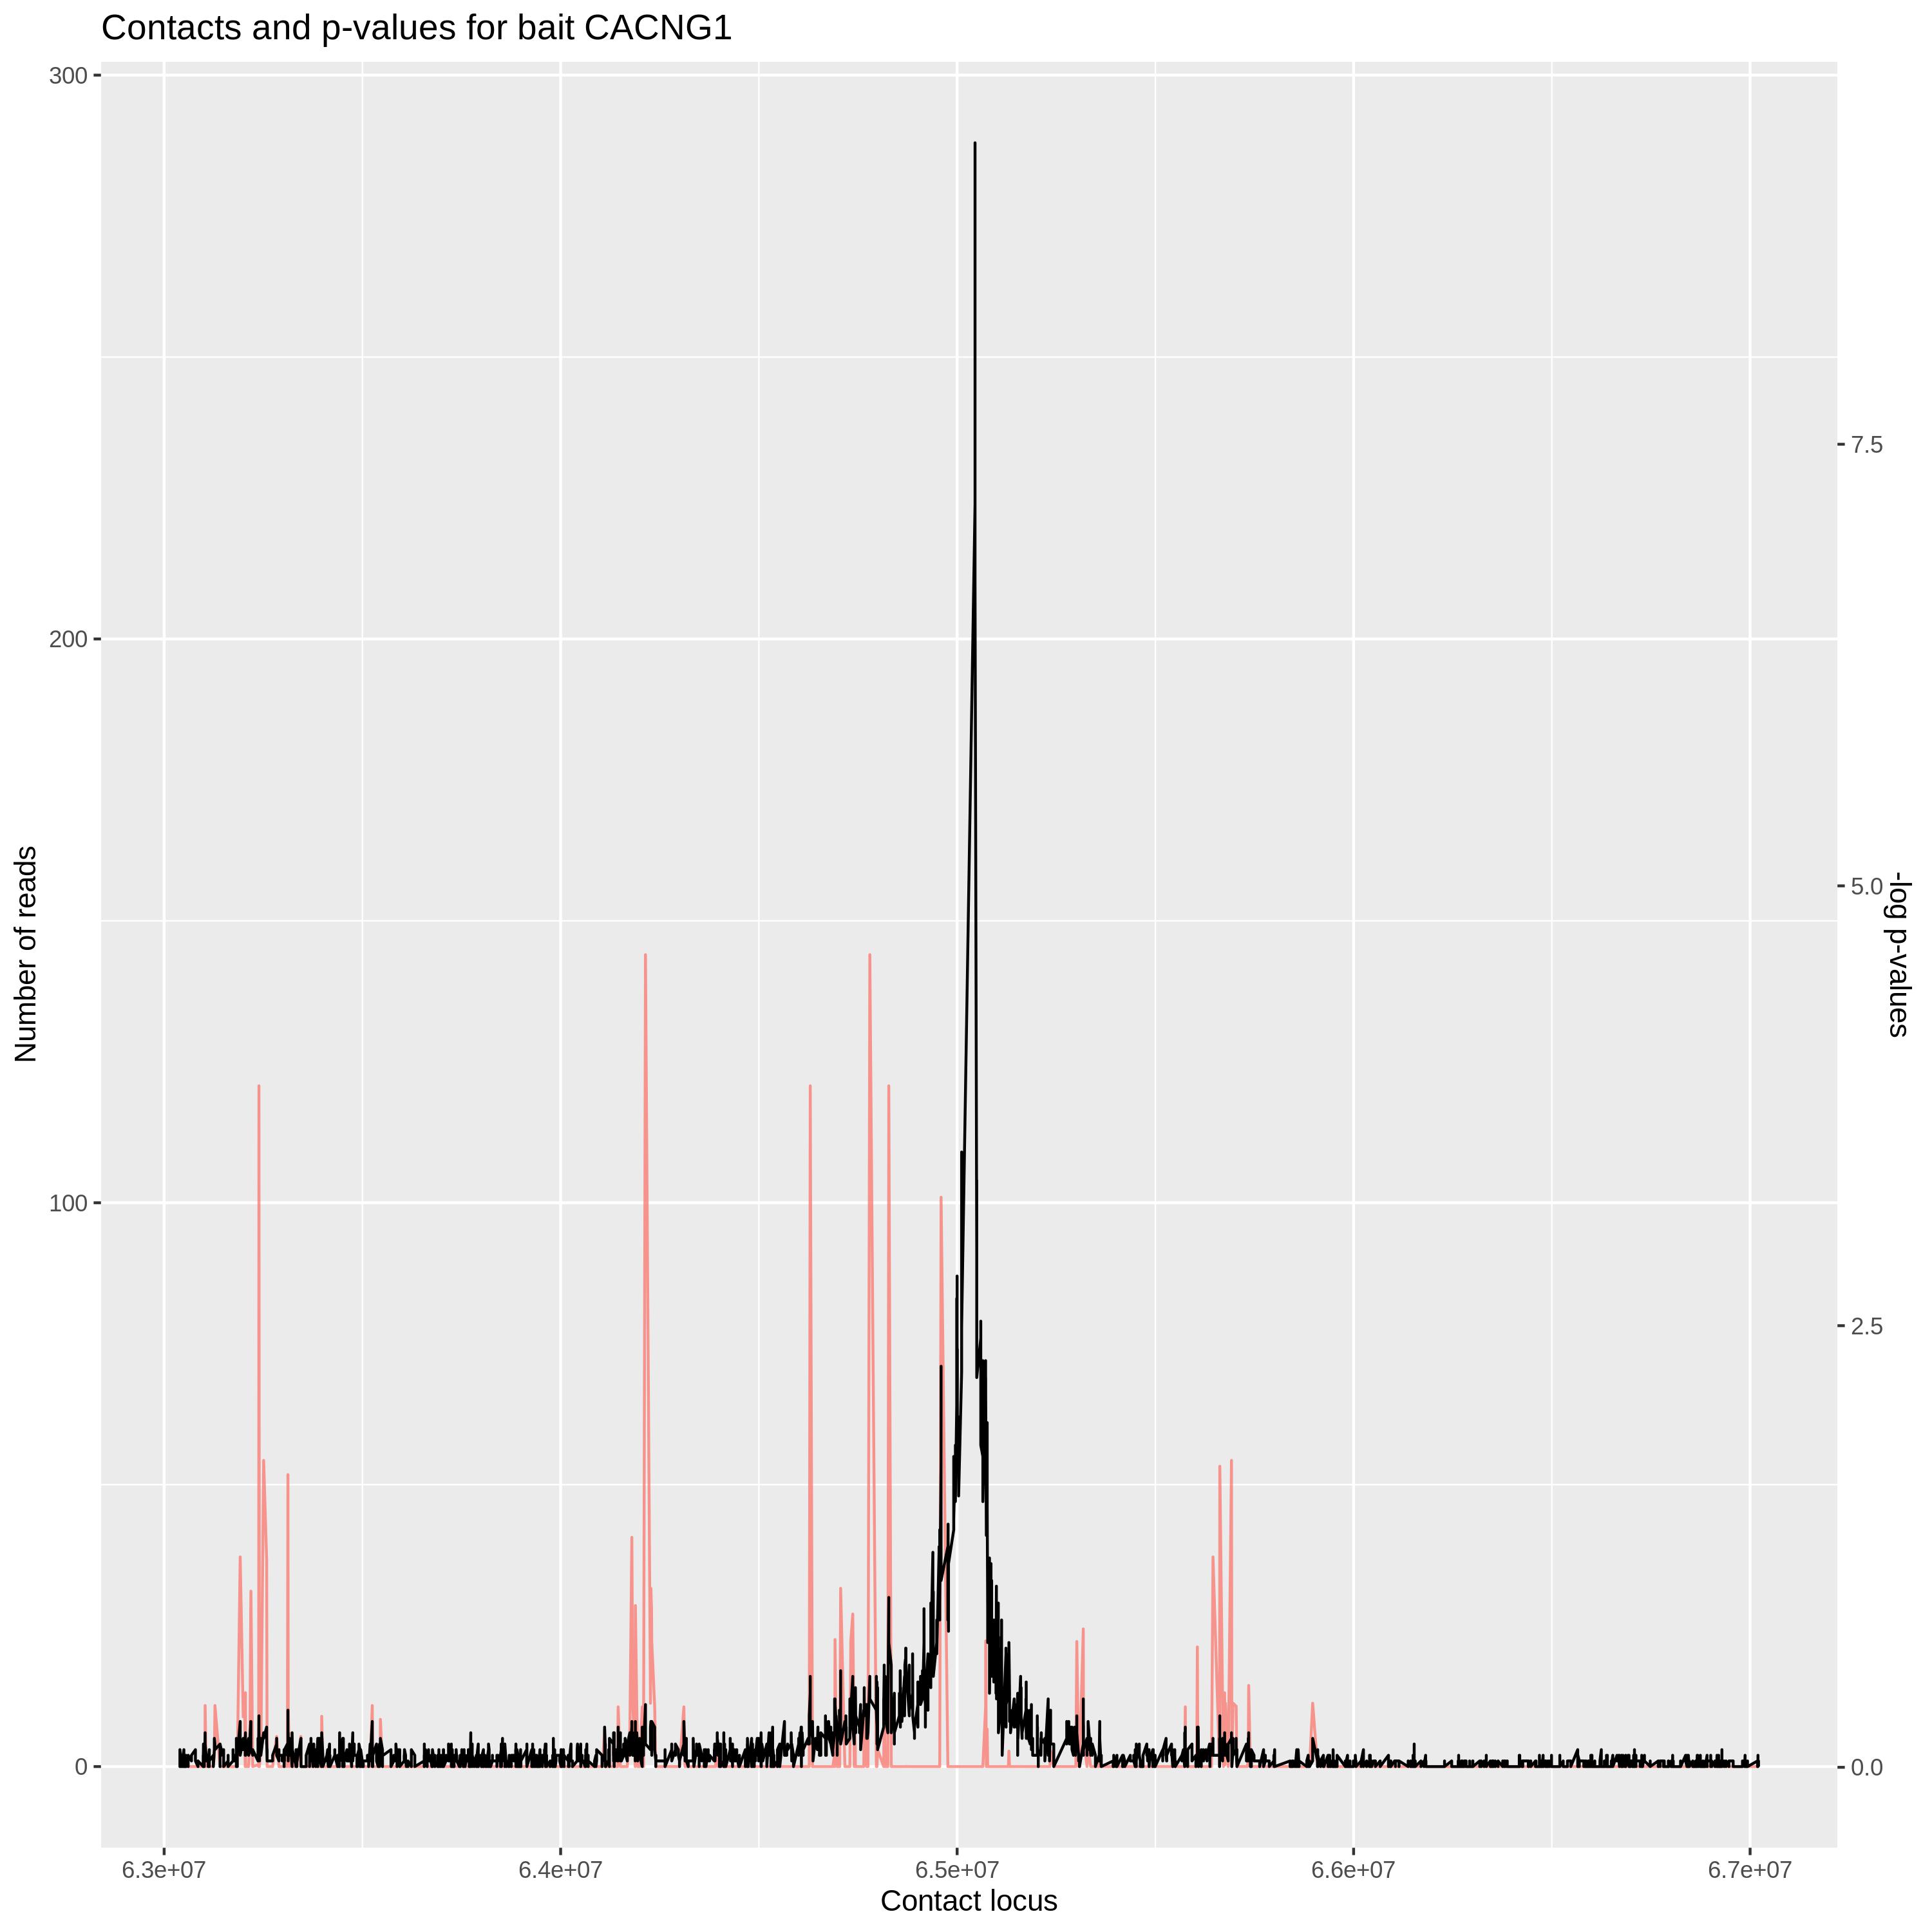 Contacts and p-values for bait CACNG1
300
200
100
0
Number of reads
7.5
5.0
2.5
0.0
-log p-values
6.3e+07 6.4e+07 6.5e+07 6.6e+07 6.7e+07
Contact locus